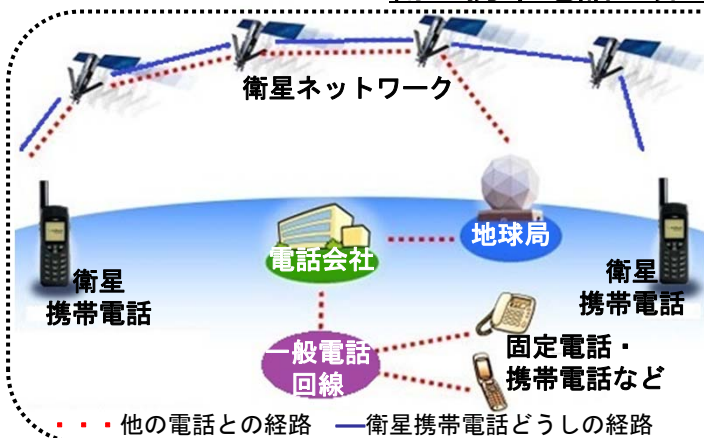 衛星ネットワーク
地球局
電話会社
衛星
携帯電話
衛星
携帯電話
一般電話
回線
固定電話・
携帯電話など
他の電話との経路
衛星携帯電話どうしの経路